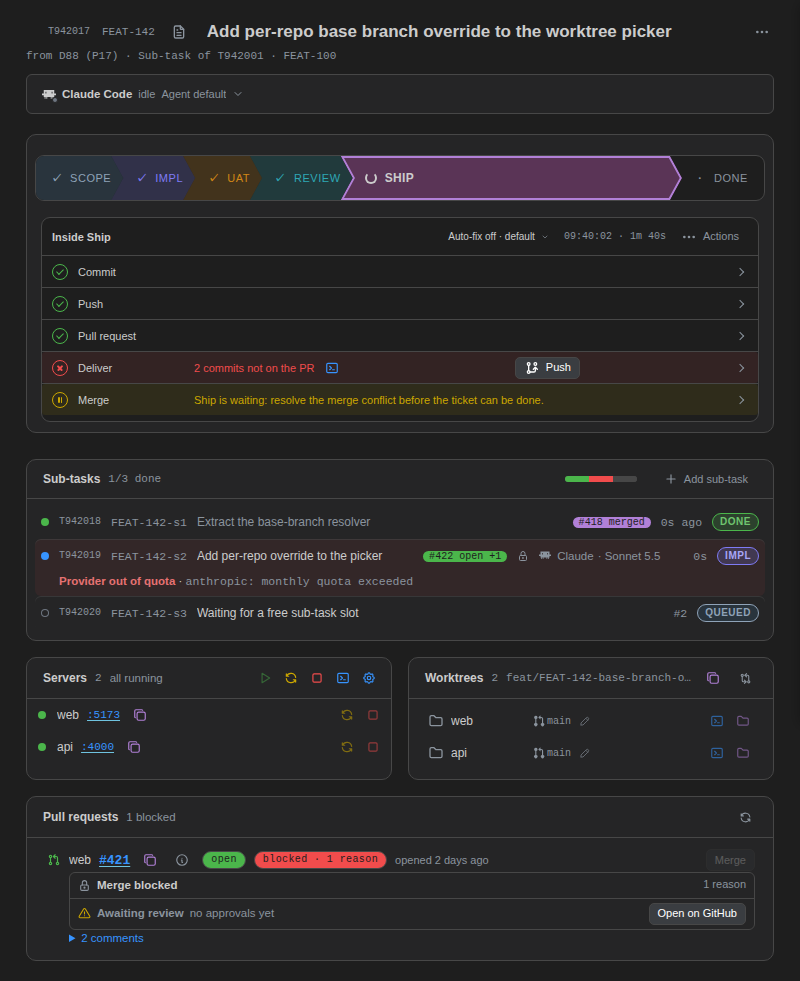 T942017 FEAT-142 Add per-repo base branch override to the worktree picker
from D88 (P17) · Sub-task of T942001 · FEAT-100
Claude Code idle Agent default
SCOPE IMPL UAT REVIEW SHIP DONE
Inside Ship Auto-fix off · default 09:40:02 · 1m 40s Actions
Commit
Push
Pull request
Deliver 2 commits not on the PR Push
Merge Ship is waiting: resolve the merge conflict before the ticket can be done.
Sub-tasks 1/3 done Add sub-task
T942018 FEAT-142-s1 Extract the base-branch resolver #418 merged 0s ago DONE
T942019 FEAT-142-s2 Add per-repo override to the picker #422 open +1 Claude · Sonnet 5.5 0s IMPL
Provider out of quota · anthropic: monthly quota exceeded
T942020 FEAT-142-s3 Waiting for a free sub-task slot #2 QUEUED
Servers 2 all running
web :5173
api :4000
Worktrees 2 feat/FEAT-142-base-branch-o…
web main
api main
Pull requests 1 blocked
web #421 open blocked · 1 reason opened 2 days ago Merge
Merge blocked 1 reason
Awaiting review no approvals yet Open on GitHub
2 comments